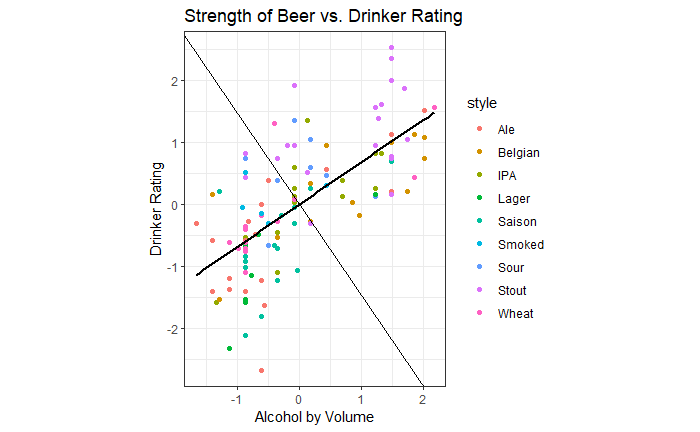 Strength of Beer vs. Drinker Rating
2
1
0
-1
-2
Drinker Rating
-1
0
1
2
Alcohol by Volume
style
Ale
Belgian
IPA
Lager
Saison
Smoked
Sour
Stout
Wheat